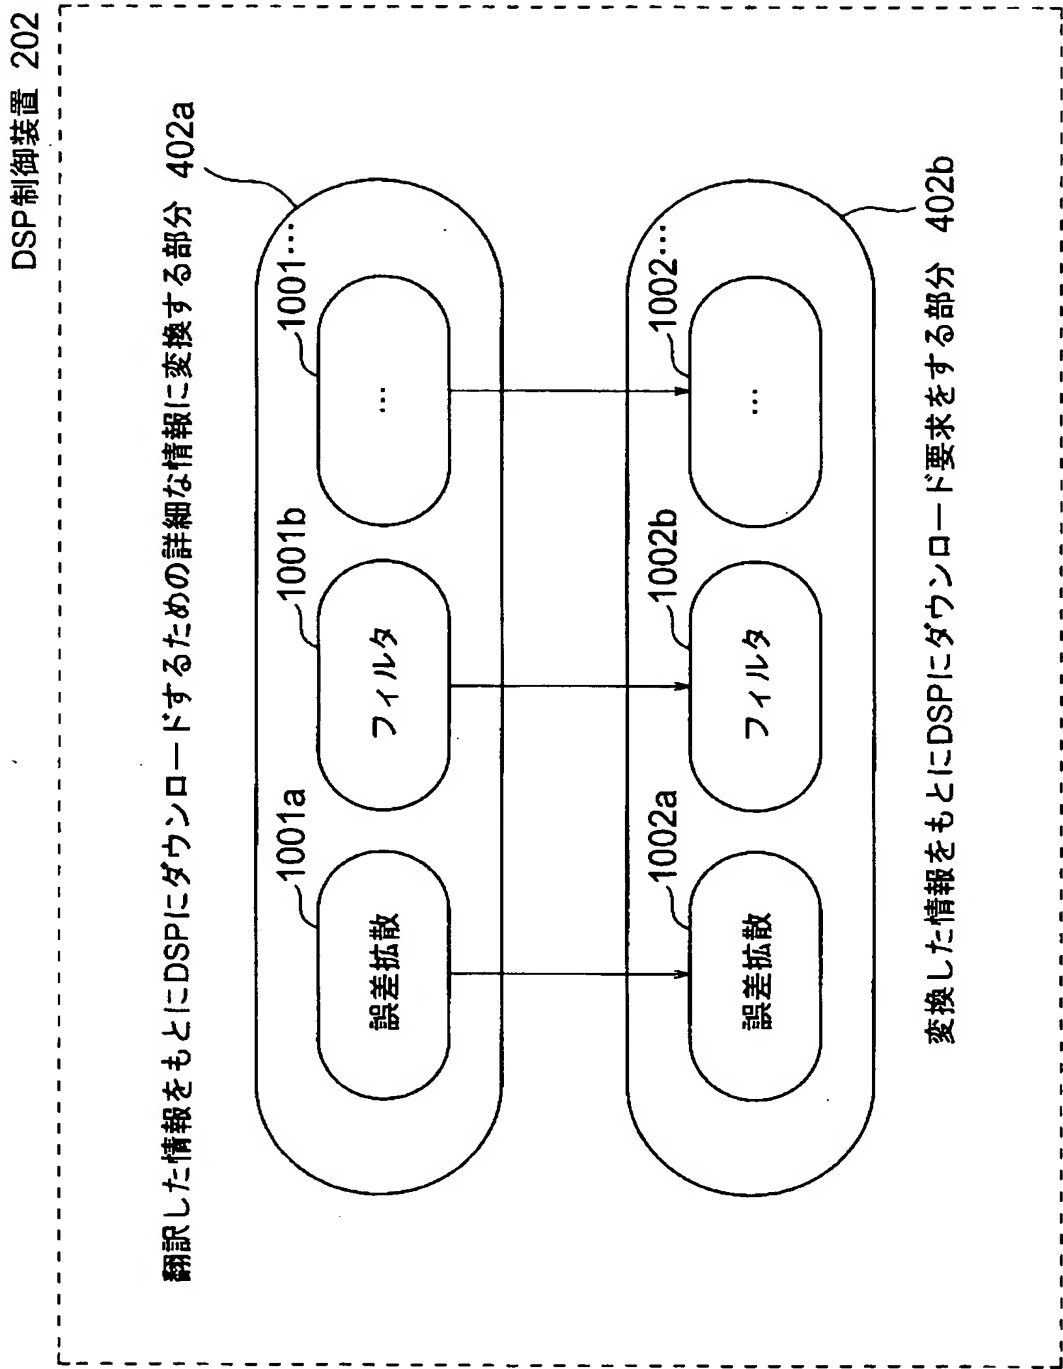 DSP制御装置 202
翻訳した情報をもとにDSPにダウンロードするための詳細な情報に変換する部分 402a
1001a
1001b
1001...
誤差拡散
フィルタ
...
1002a
1002b
1002...
誤差拡散
フィルタ
...
変換した情報をもとにDSPにダウンロード要求をする部分 402b